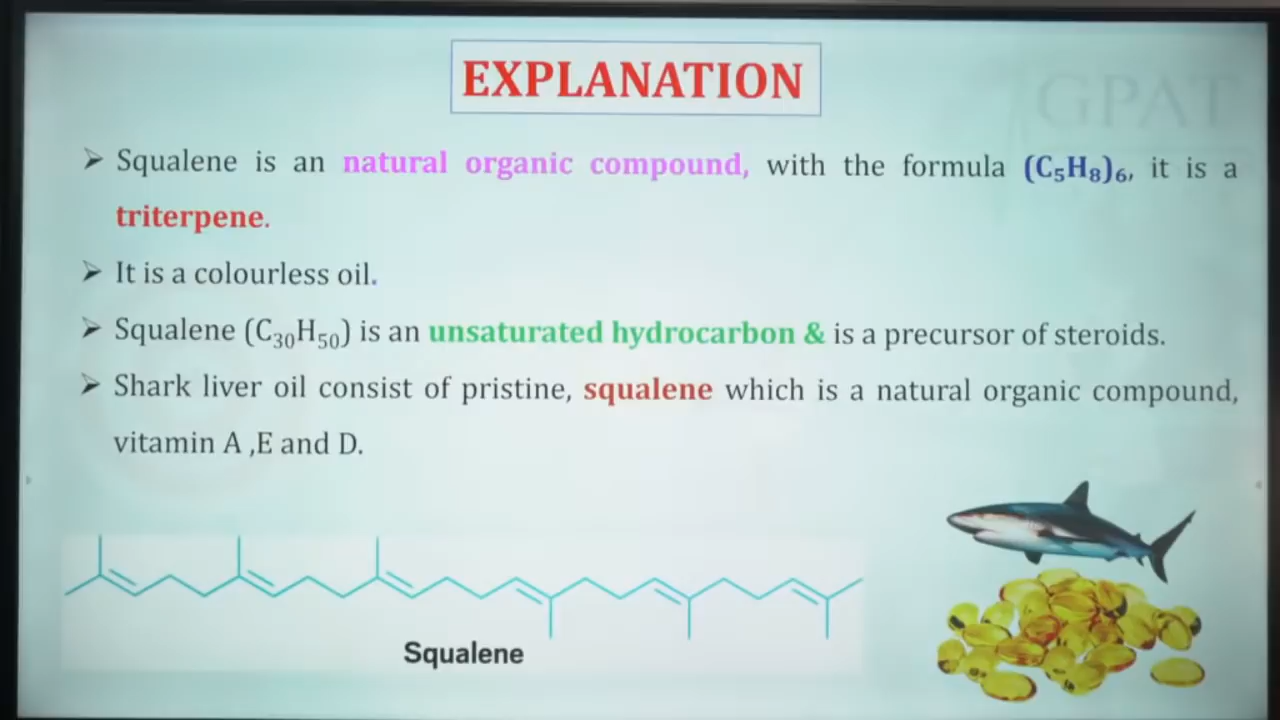 EXPLANATION
GPAT
➢ Squalene is an natural organic compound, with the formula (C₅H₈)₆, it is a
triterpene.
➢ It is a colourless oil.
➢ Squalene (C₃₀H₅₀) is an unsaturated hydrocarbon & is a precursor of steroids.
➢ Shark liver oil consist of pristine, squalene which is a natural organic compound,
vitamin A ,E and D.
Squalene